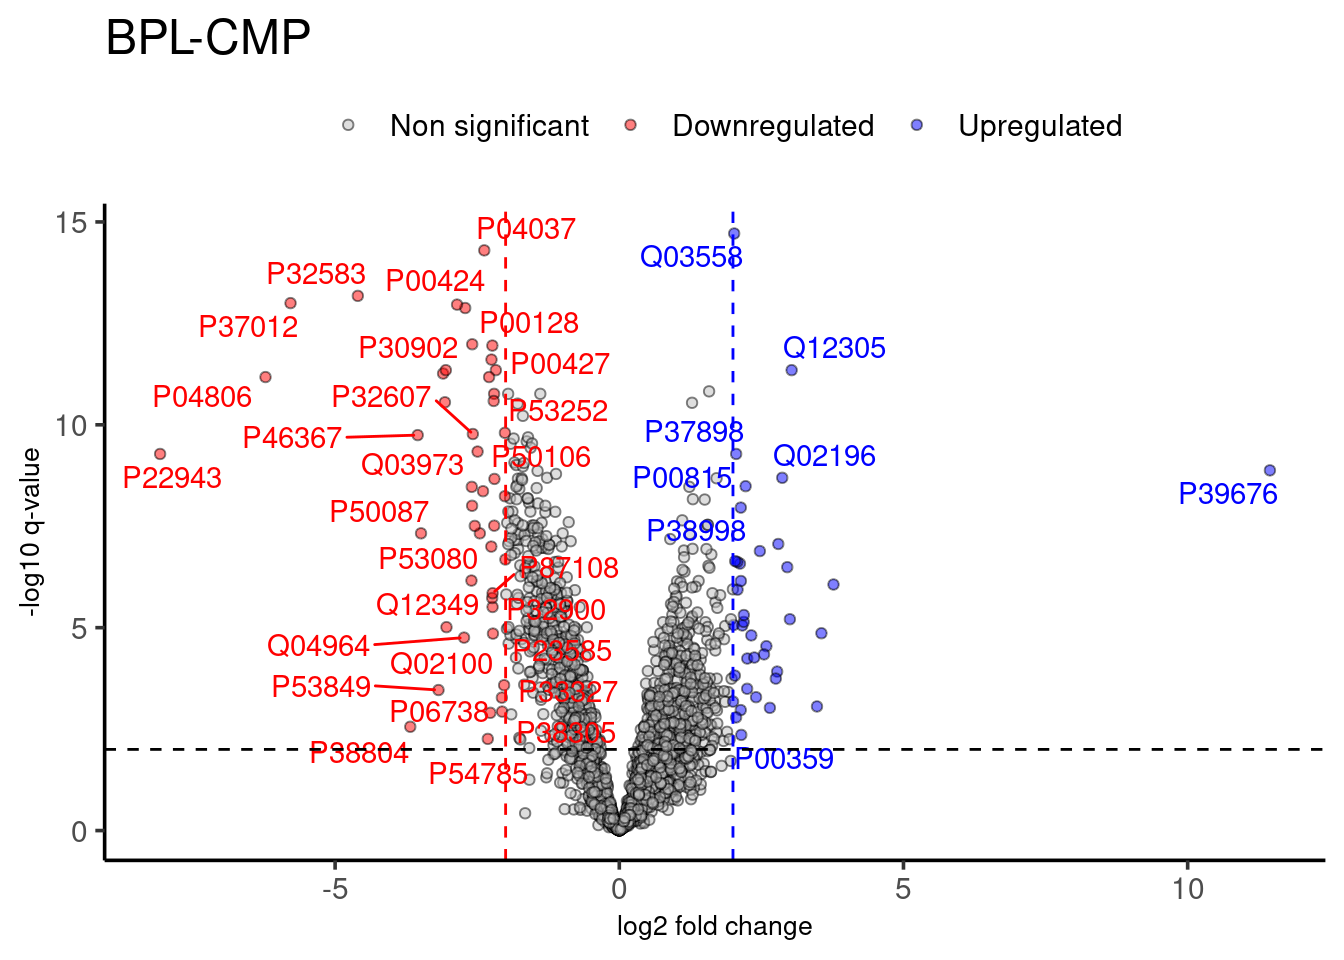 BPL-CMP
Non significant Downregulated Upregulated
15
10
5
0
-log10 q-value
P04037
Q03558
P32583
P00424
P37012
P00128
P30902
P00427
Q12305
P04806
P32607
P53252
P46367
P37898
P22943
Q03973
P50106
Q02196
P00815
P39676
P50087
P38998
P53080
P87108
Q12349
P32900
Q04964
P23585
Q02100
P53849
P33327
P06738
P38305
P38804
P00359
P54785
-5 0 5 10
log2 fold change